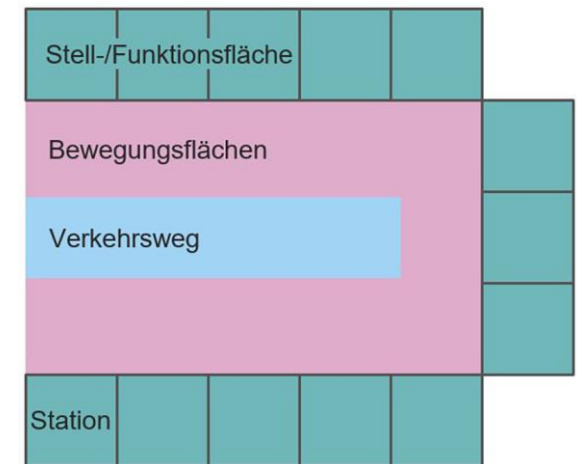 Stell-/Funktionsfläche
Bewegungsflächen
Verkehrsweg
Station